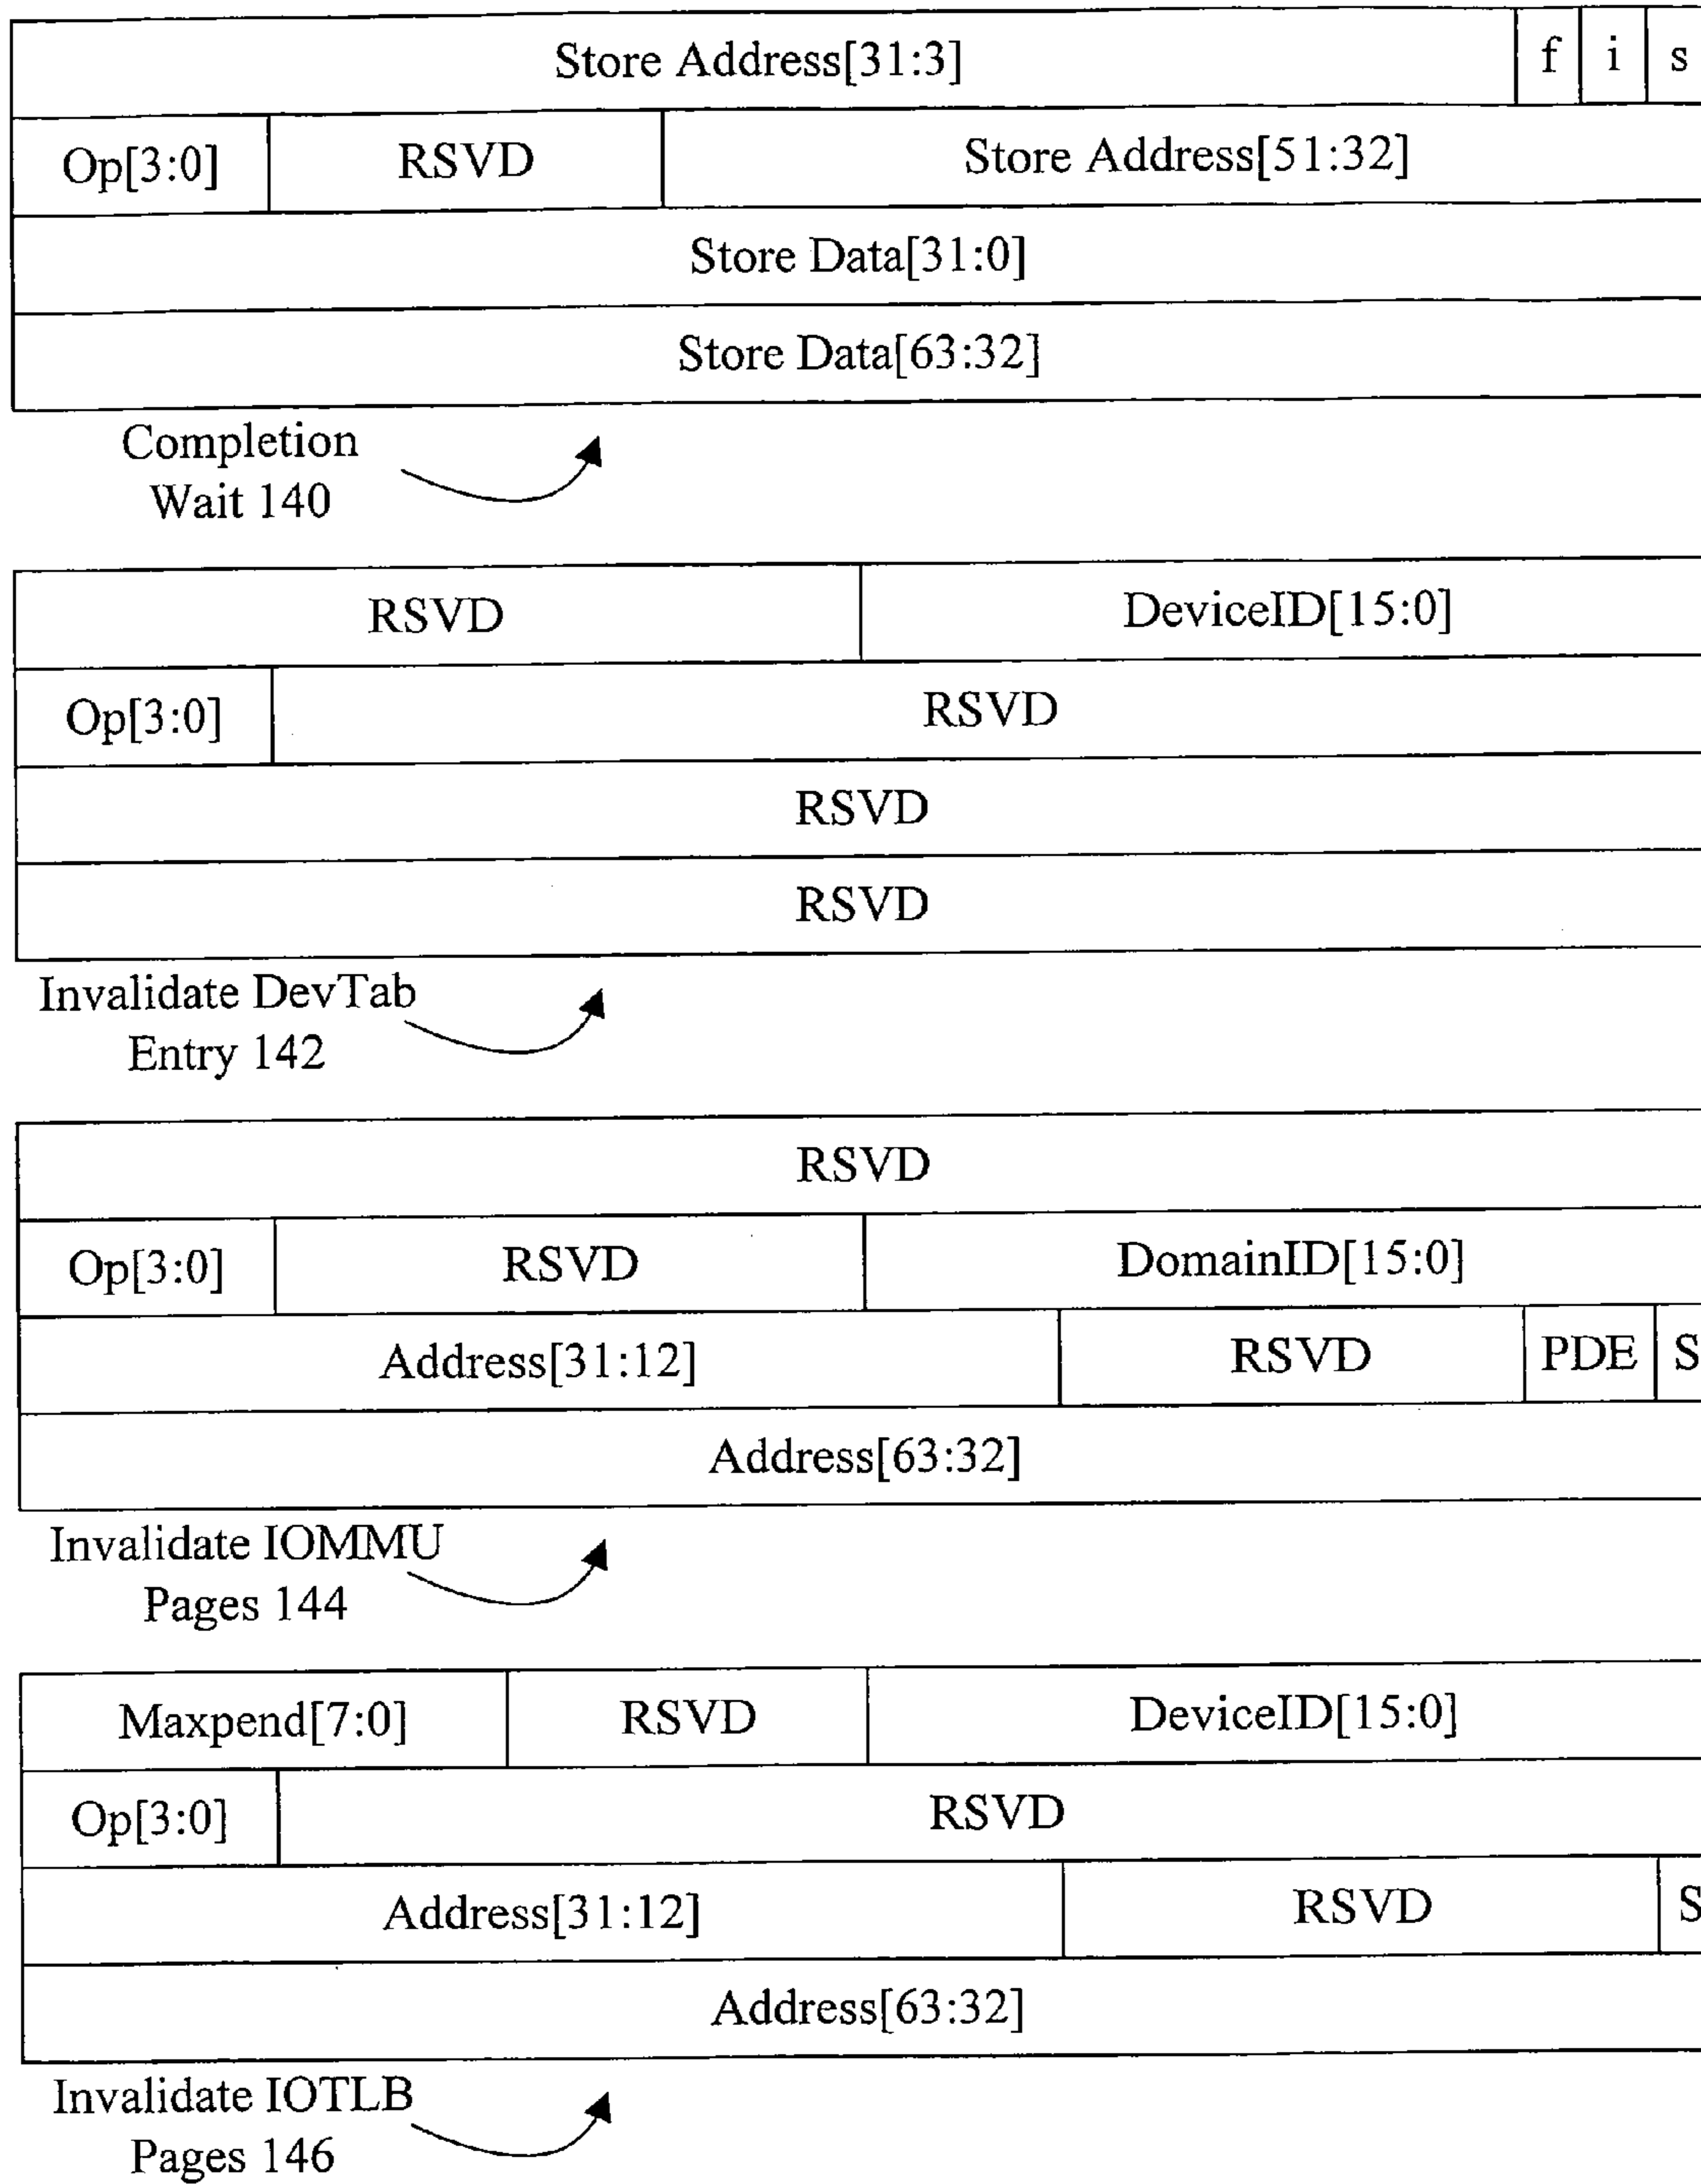 Store Address[31:3] f i s
Op[3:0] RSVD Store Address[51:32]
Store Data[31:0]
Store Data[63:32]
Completion
Wait 140
RSVD DeviceID[15:0]
Op[3:0] RSVD
RSVD
RSVD
Invalidate DevTab
Entry 142
RSVD
Op[3:0] RSVD DomainID[15:0]
Address[31:12] RSVD PDE S
Address[63:32]
Invalidate IOMMU
Pages 144
Maxpend[7:0] RSVD DeviceID[15:0]
Op[3:0] RSVD
Address[31:12] RSVD S
Address[63:32]
Invalidate IOTLB
Pages 146